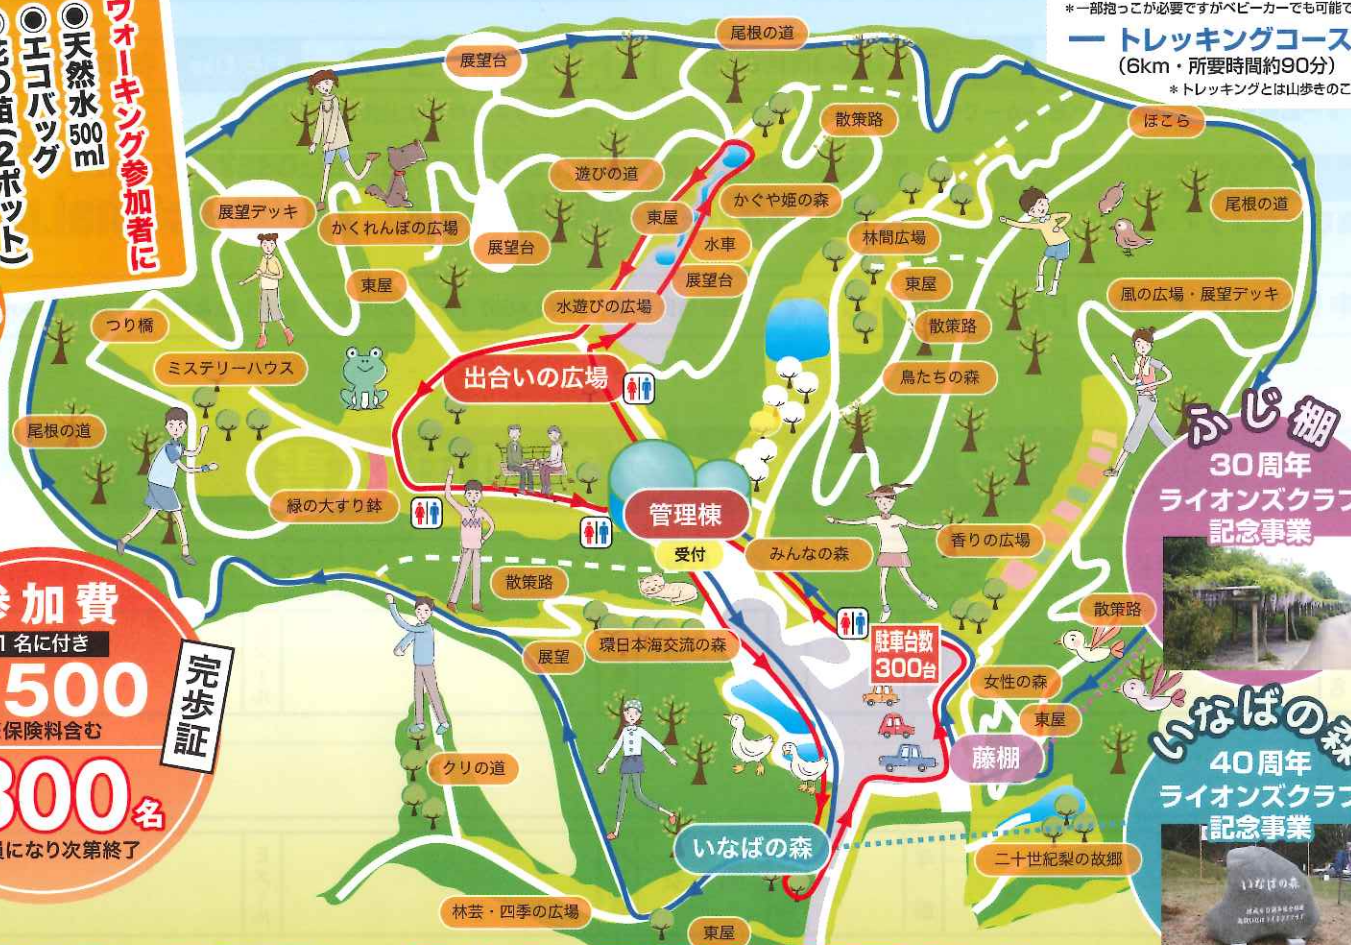 ウォーキング参加者に
●天然水500ml
●エコバッグ
＊一部抱っこが必要ですがベビーカーでも可能で
トレッキングコース
（6km・所要時間約90分）
＊トレッキングとは山歩きのこ
尾根の道
展望台
散策路
ほこら
遊びの道
かぐや姫の森
展望デッキ
かくれんぼの広場
東屋
水車
展望台
展望台
林間広場
尾根の道
東屋
水遊びの広場
東屋
風の広場・展望デッキ
つり橋
散策路
ミステリーハウス
出合いの広場
鳥たちの森
尾根の道
緑の大すり鉢
管理棟
受付
みんなの森
香りの広場
散策路
散策路
展望
環日本海交流の森
駐車台数
300台
女性の森
東屋
藤棚
クリの道
いなばの森
二十世紀梨の故郷
林芸・四季の広場
東屋
ふじ棚
30周年
ライオンズクラブ
記念事業
いなばの森
40周年
ライオンズクラブ
記念事業
いなばの森
参加費
1名に付き
500
保険料含む
300名
員になり次第終了
完歩証